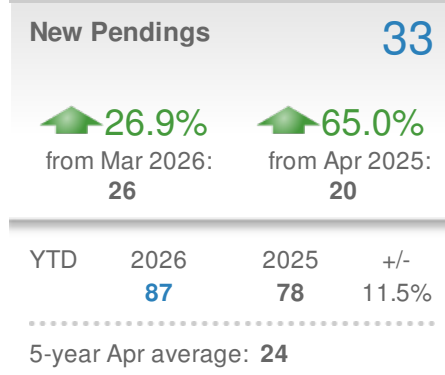 New Pendings 33
26.9% 65.0%
from Mar 2026: from Apr 2025:
26 20
YTD 2026 2025 +/-
87 78 11.5%
5-year Apr average: 24